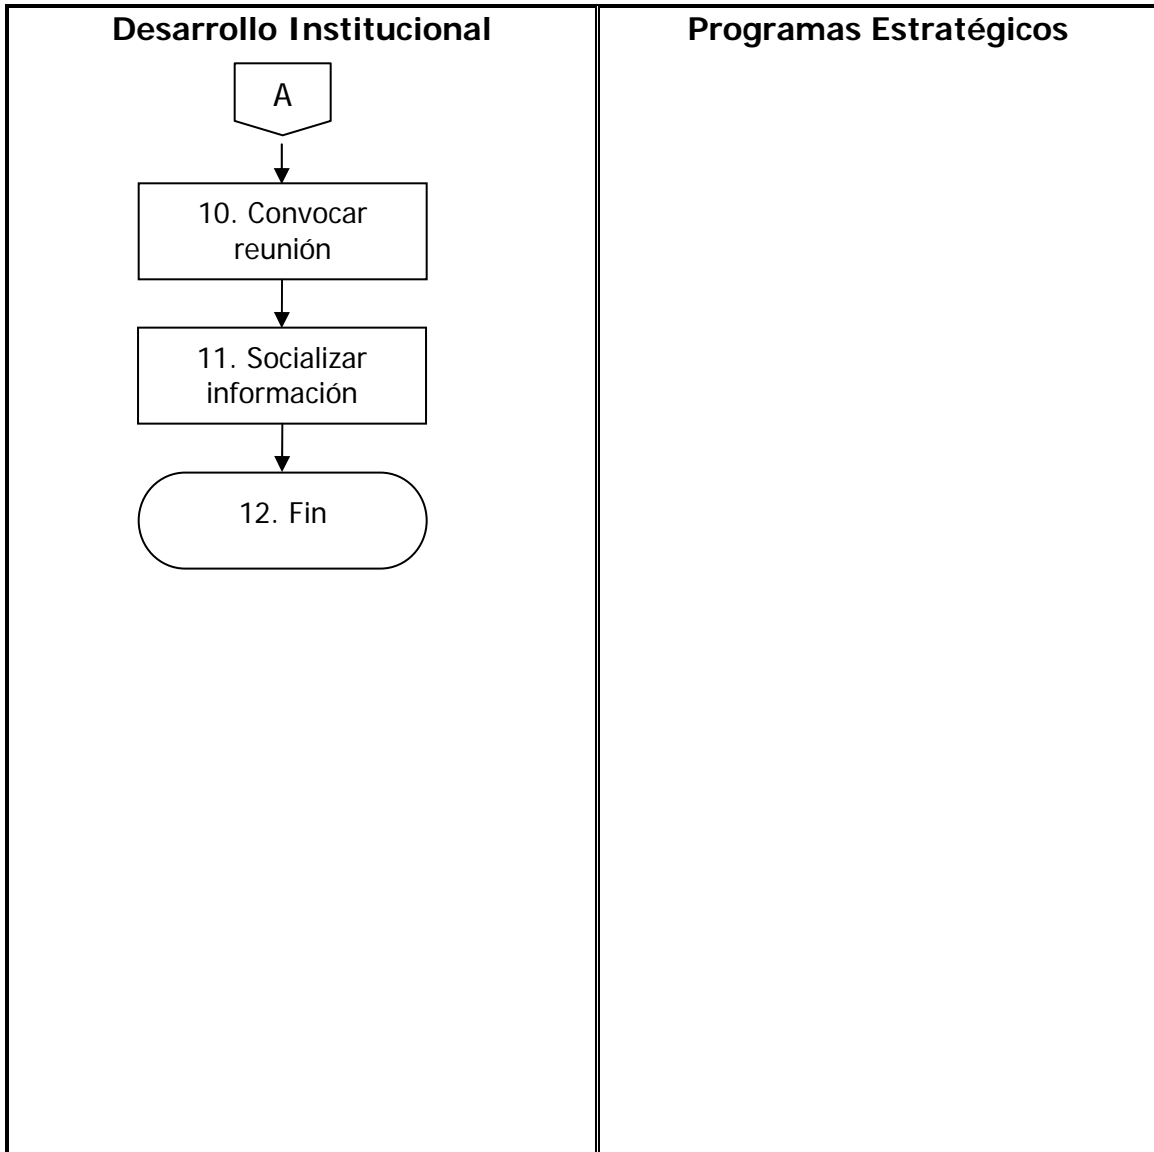 Desarrollo Institucional
Programas Estratégicos
A
10. Convocar
reunión
11. Socializar
información
12. Fin